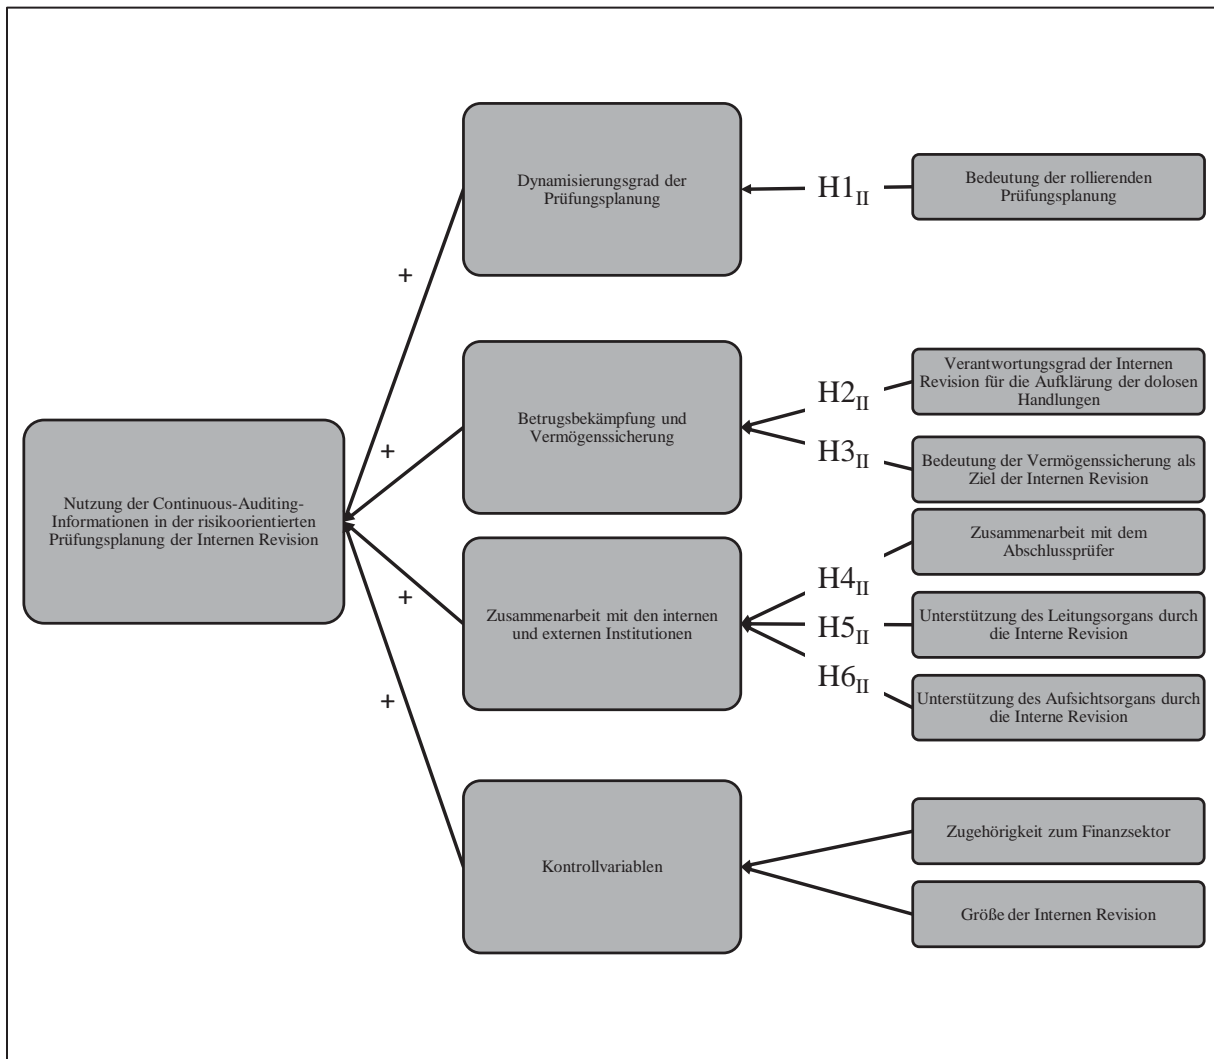 Dynamisierungsgrad der
Prüfungsplanung
H1II
Bedeutung der rollierenden
Prüfungsplanung
+
Betrugsbekämpfung und
Vermögenssicherung
H2II
Verantwortungsgrad der Internen
Revision für die Aufklärung der dolosen
Handlungen
H3II
Bedeutung der Vermögenssicherung als
Ziel der Internen Revision
+
Nutzung der Continuous-Auditing-
Informationen in der risikoorientierten
Prüfungsplanung der Internen Revision
Zusammenarbeit mit den internen
und externen Institutionen
H4II
Zusammenarbeit mit dem
Abschlussprüfer
H5II
Unterstützung des Leitungsorgans durch
die Interne Revision
H6II
Unterstützung des Aufsichtsorgans durch
die Interne Revision
+
+
Kontrollvariablen
Zugehörigkeit zum Finanzsektor
Größe der Internen Revision